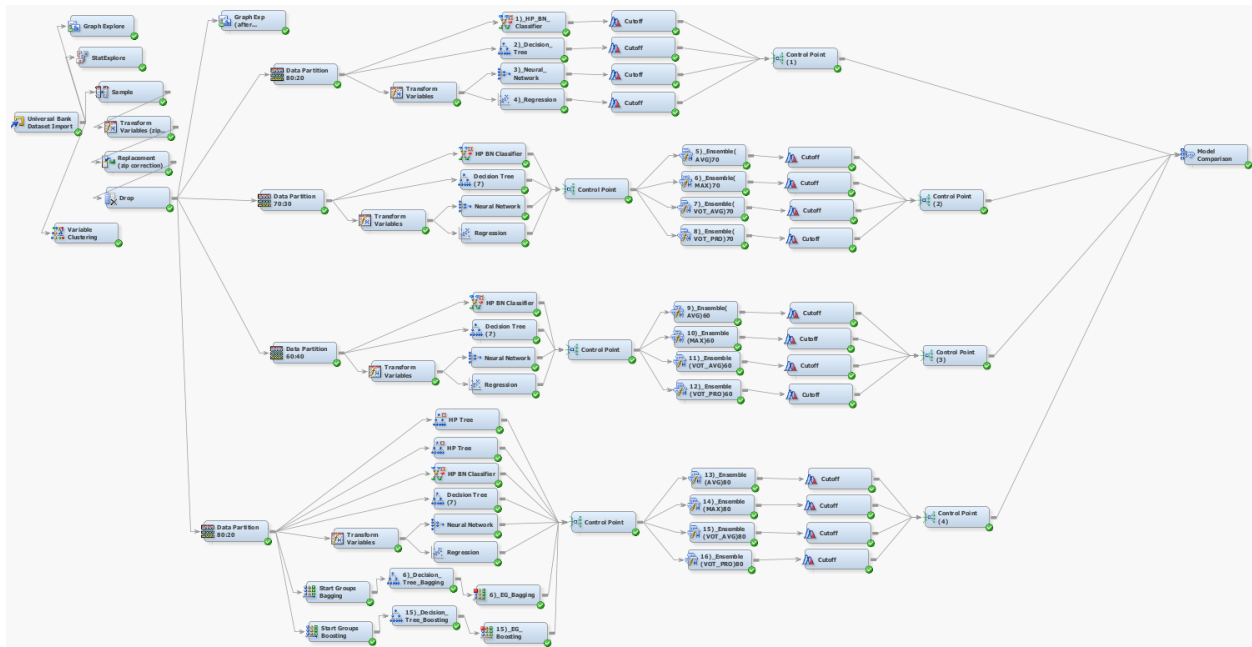 Graph Explore
StatExplore
Universal Bank
Dataset Import
Sample
Transform
Variables (zip...
Replacement
(zip correction)
Drop
Variable
Clustering
Graph Exp
(after...
Data Partition
80:20
Transform
Variables
1)_HP_BN_
Classifier
2)_Decision_
Tree
3)_Neural_
Network
4)_Regression
Cutoff
Cutoff
Cutoff
Cutoff
Control Point
(1)
Model
Comparison
Data Partition
70:30
Transform
Variables
HP BN Classifier
Decision Tree
(7)
Neural Network
Regression
Control Point
5)_Ensemble(
AVG)70
6)_Ensemble(
MAX)70
7)_Ensemble(
VOT_AVG)70
8)_Ensemble(
VOT_PRO)70
Cutoff
Cutoff
Cutoff
Cutoff
Control Point
(2)
Data Partition
60:40
Transform
Variables
HP BN Classifier
Decision Tree
(7)
Neural Network
Regression
Control Point
9)_Ensemble(
AVG)60
10)_Ensemble
(MAX)60
11)_Ensemble
(VOT_AVG)60
12)_Ensemble
(VOT_PRO)60
Cutoff
Cutoff
Cutoff
Cutoff
Control Point
(3)
Data Partition
80:20
HP Tree
HP Tree
HP BN Classifier
Decision Tree
(7)
Transform
Variables
Neural Network
Regression
Start Groups
Bagging
6)_Decision_
Tree_Bagging
6)_EG_Bagging
Start Groups
Boosting
15)_Decision_
Tree_Boosting
15)_EG_
Boosting
Control Point
13)_Ensemble
(AVG)80
14)_Ensemble
(MAX)80
15)_Ensemble
(VOT_AVG)80
16)_Ensemble
(VOT_PRO)80
Cutoff
Cutoff
Cutoff
Cutoff
Control Point
(4)